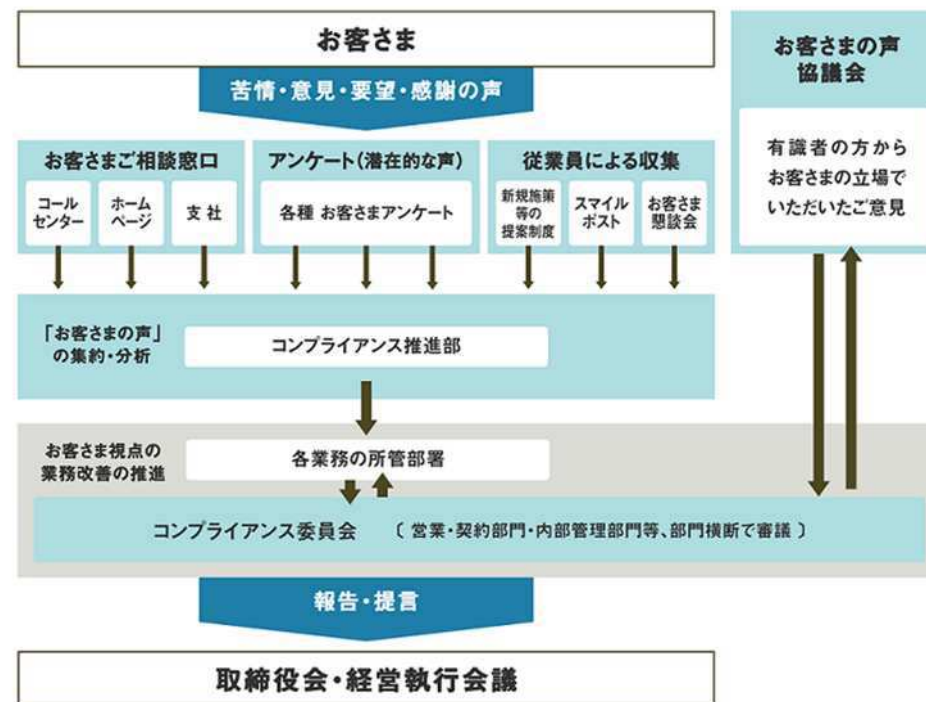 お客さま
苦情・意見・要望・感謝の声
お客さまご相談窓口
コール
センター
ホーム
ページ
支社
アンケート(潜在的な声)
各種 お客さまアンケート
従業員による収集
新規施策
等の
提案制度
スマイル
ポスト
お客さま
懇談会
お客さまの声
協議会
有識者の方から
お客さまの立場で
いただいたご意見
「お客さまの声」
の集約・分析
コンプライアンス推進部
お客さま視点の
業務改善の推進
各業務の所管部署
コンプライアンス委員会 〔 営業・契約部門・内部管理部門等、部門横断で審議 〕
報告・提言
取締役会・経営執行会議